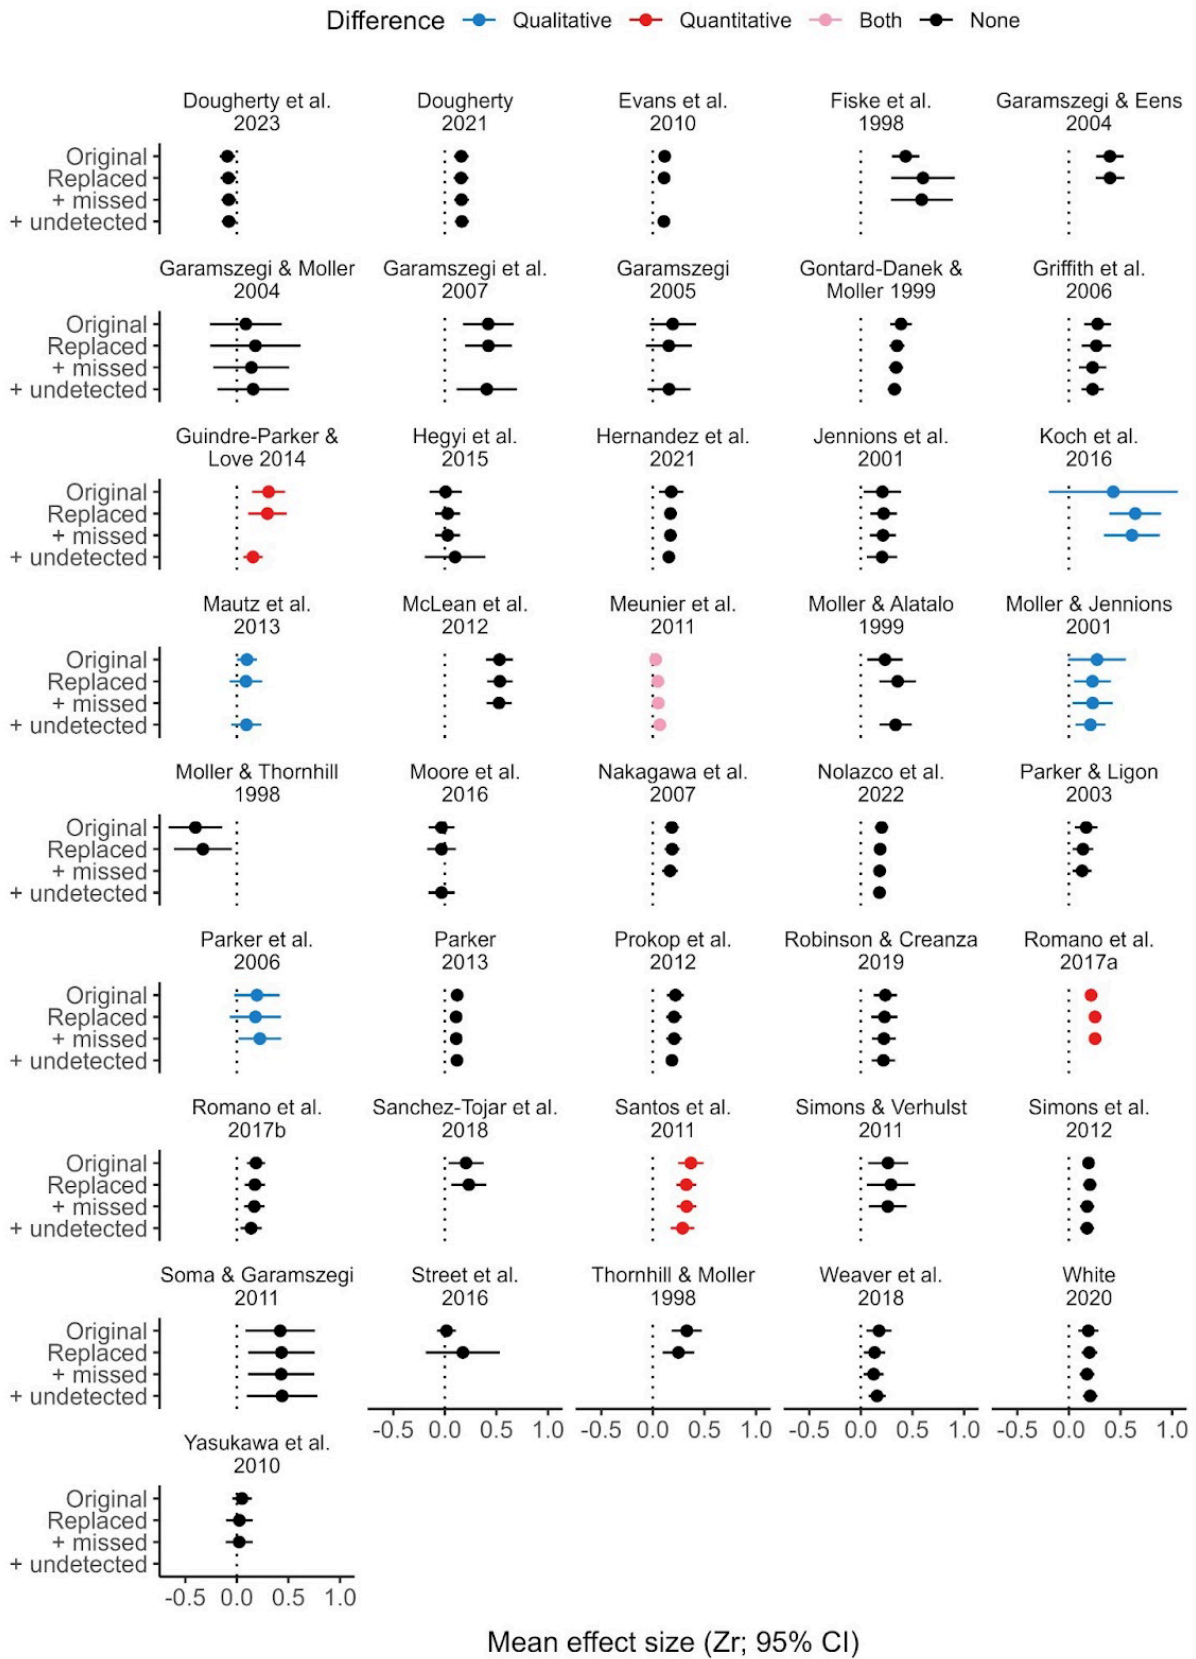 Difference Qualitative Quantitative Both None
Dougherty et al. Dougherty Evans et al. Fiske et al. Garamszegi & Eens
2023 2021 2010 1998 2004
Original
Replaced
+ missed
+ undetected
Garamszegi & Moller Garamszegi et al. Garamszegi Gontard-Danek & Griffith et al.
2004 2007 2005 Moller 1999 2006
Original
Replaced
+ missed
+ undetected
Guindre-Parker & Hegyi et al. Hernandez et al. Jennions et al. Koch et al.
Love 2014 2015 2021 2001 2016
Original
Replaced
+ missed
+ undetected
Mautz et al. McLean et al. Meunier et al. Moller & Alatalo Moller & Jennions
2013 2012 2011 1999 2001
Original
Replaced
+ missed
+ undetected
Moller & Thornhill Moore et al. Nakagawa et al. Nolazco et al. Parker & Ligon
1998 2016 2007 2022 2003
Original
Replaced
+ missed
+ undetected
Parker et al. Parker Prokop et al. Robinson & Creanza Romano et al.
2006 2013 2012 2019 2017a
Original
Replaced
+ missed
+ undetected
Romano et al. Sanchez-Tojar et al. Santos et al. Simons & Verhulst Simons et al.
2017b 2018 2011 2011 2012
Original
Replaced
+ missed
+ undetected
Soma & Garamszegi Street et al. Thornhill & Moller Weaver et al. White
2011 2016 1998 2018 2020
Original
Replaced
+ missed
+ undetected
-0.5 0.0 0.5 1.0 -0.5 0.0 0.5 1.0 -0.5 0.0 0.5 1.0 -0.5 0.0 0.5 1.0
Yasukawa et al.
2010
Original
Replaced
+ missed
+ undetected
-0.5 0.0 0.5 1.0
Mean effect size (Zr; 95% CI)